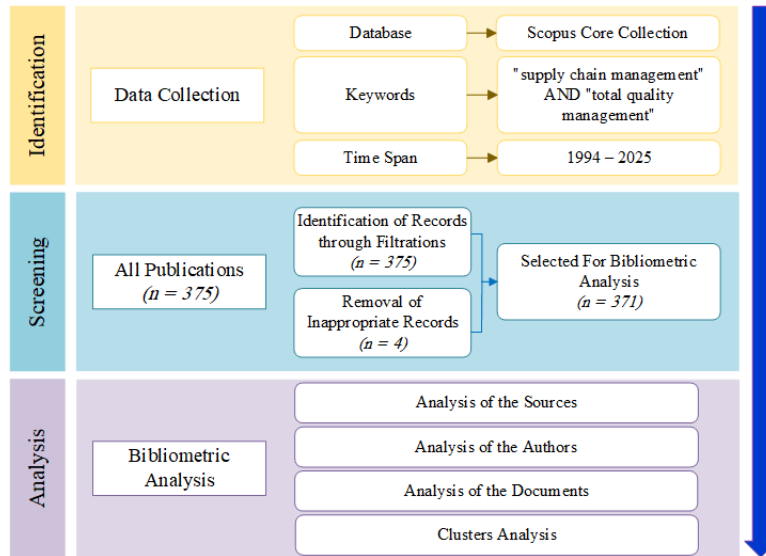 Identification
Data Collection
Database
Scopus Core Collection
Keywords
"supply chain management"
AND "total quality
management"
Time Span
1994 – 2025
Screening
All Publications
(n = 375)
Identification of Records
through Filtrations
(n = 375)
Removal of
Inappropriate Records
(n = 4)
Selected For Bibliometric
Analysis
(n = 371)
Analysis
Bibliometric
Analysis
Analysis of the Sources
Analysis of the Authors
Analysis of the Documents
Clusters Analysis